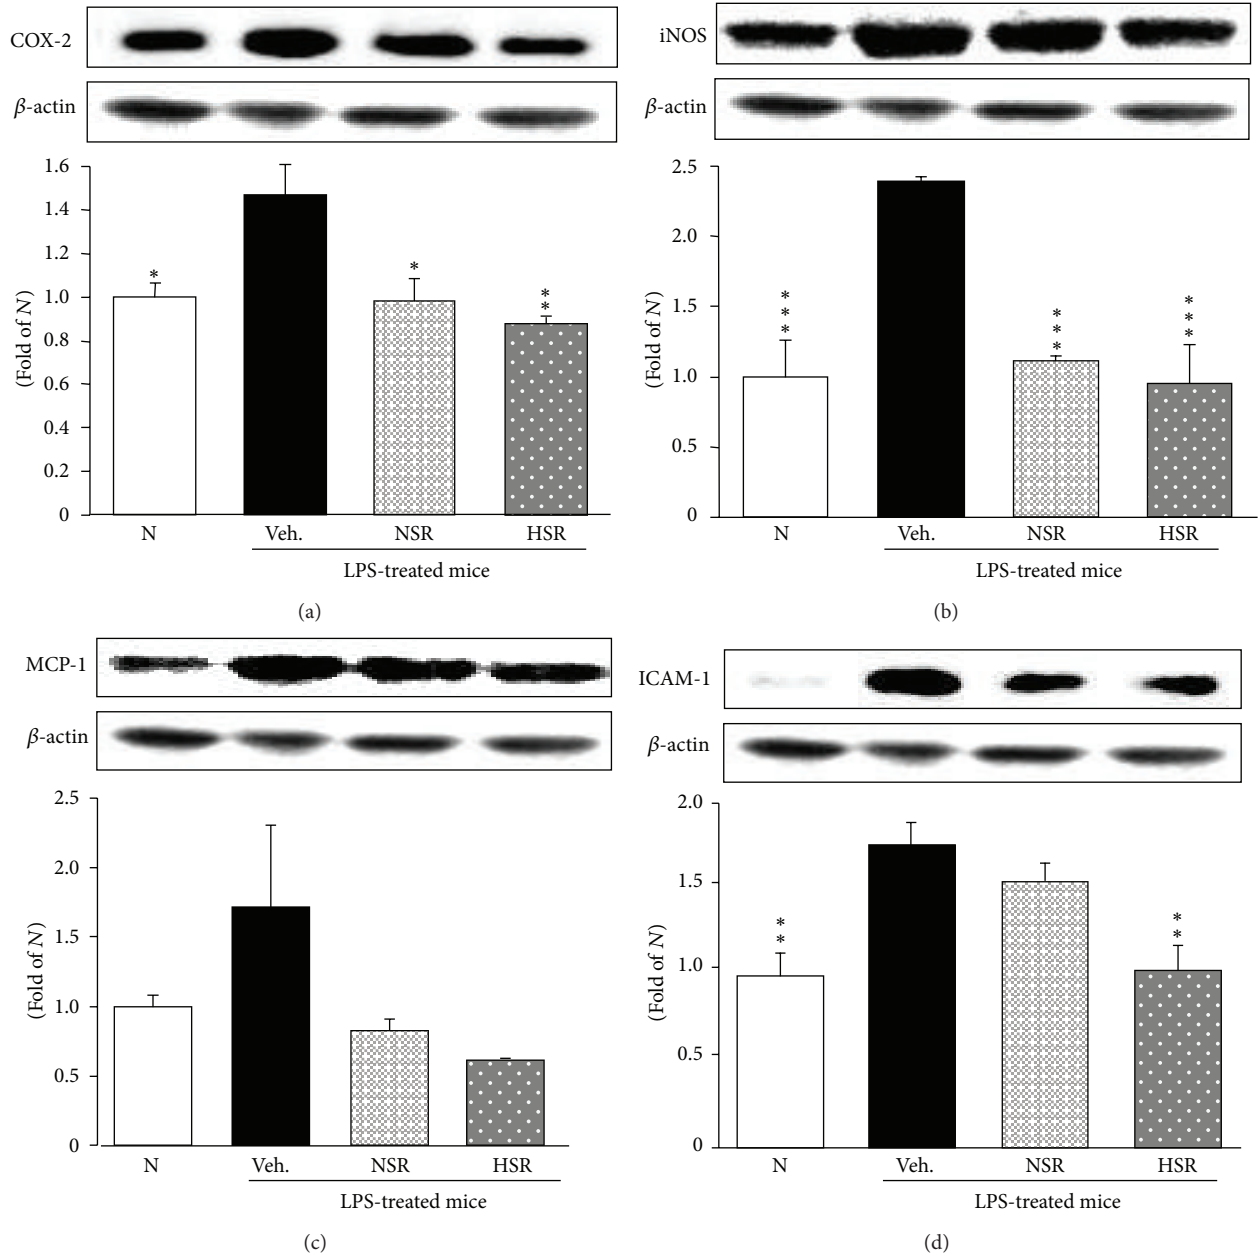 COX-2
β-actin
1.6
1.4
1.2
1.0
0.8
0.6
0.4
0.2
0
(Fold of N)
*
*
**
N Veh. NSR HSR
LPS-treated mice
(a)
iNOS
β-actin
2.5
2.0
1.5
1.0
0.5
0
(Fold of N)
***
***
***
N Veh. NSR HSR
LPS-treated mice
(b)
MCP-1
β-actin
2.5
2.0
1.5
1.0
0.5
0
(Fold of N)
N Veh. NSR HSR
LPS-treated mice
(c)
ICAM-1
β-actin
2.0
1.5
1.0
0.5
0
(Fold of N)
**
**
N Veh. NSR HSR
LPS-treated mice
(d)